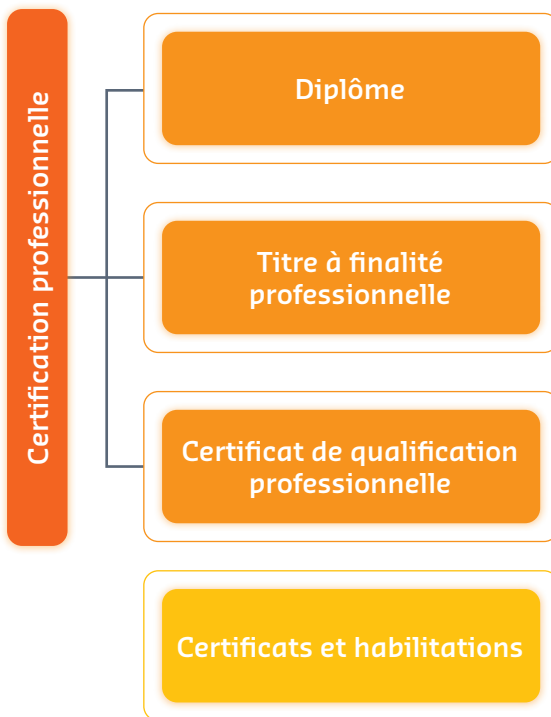 Certification professionnelle
Diplôme
Titre à finalité
professionnelle
Certificat de qualification
professionnelle
Certificats et habilitations